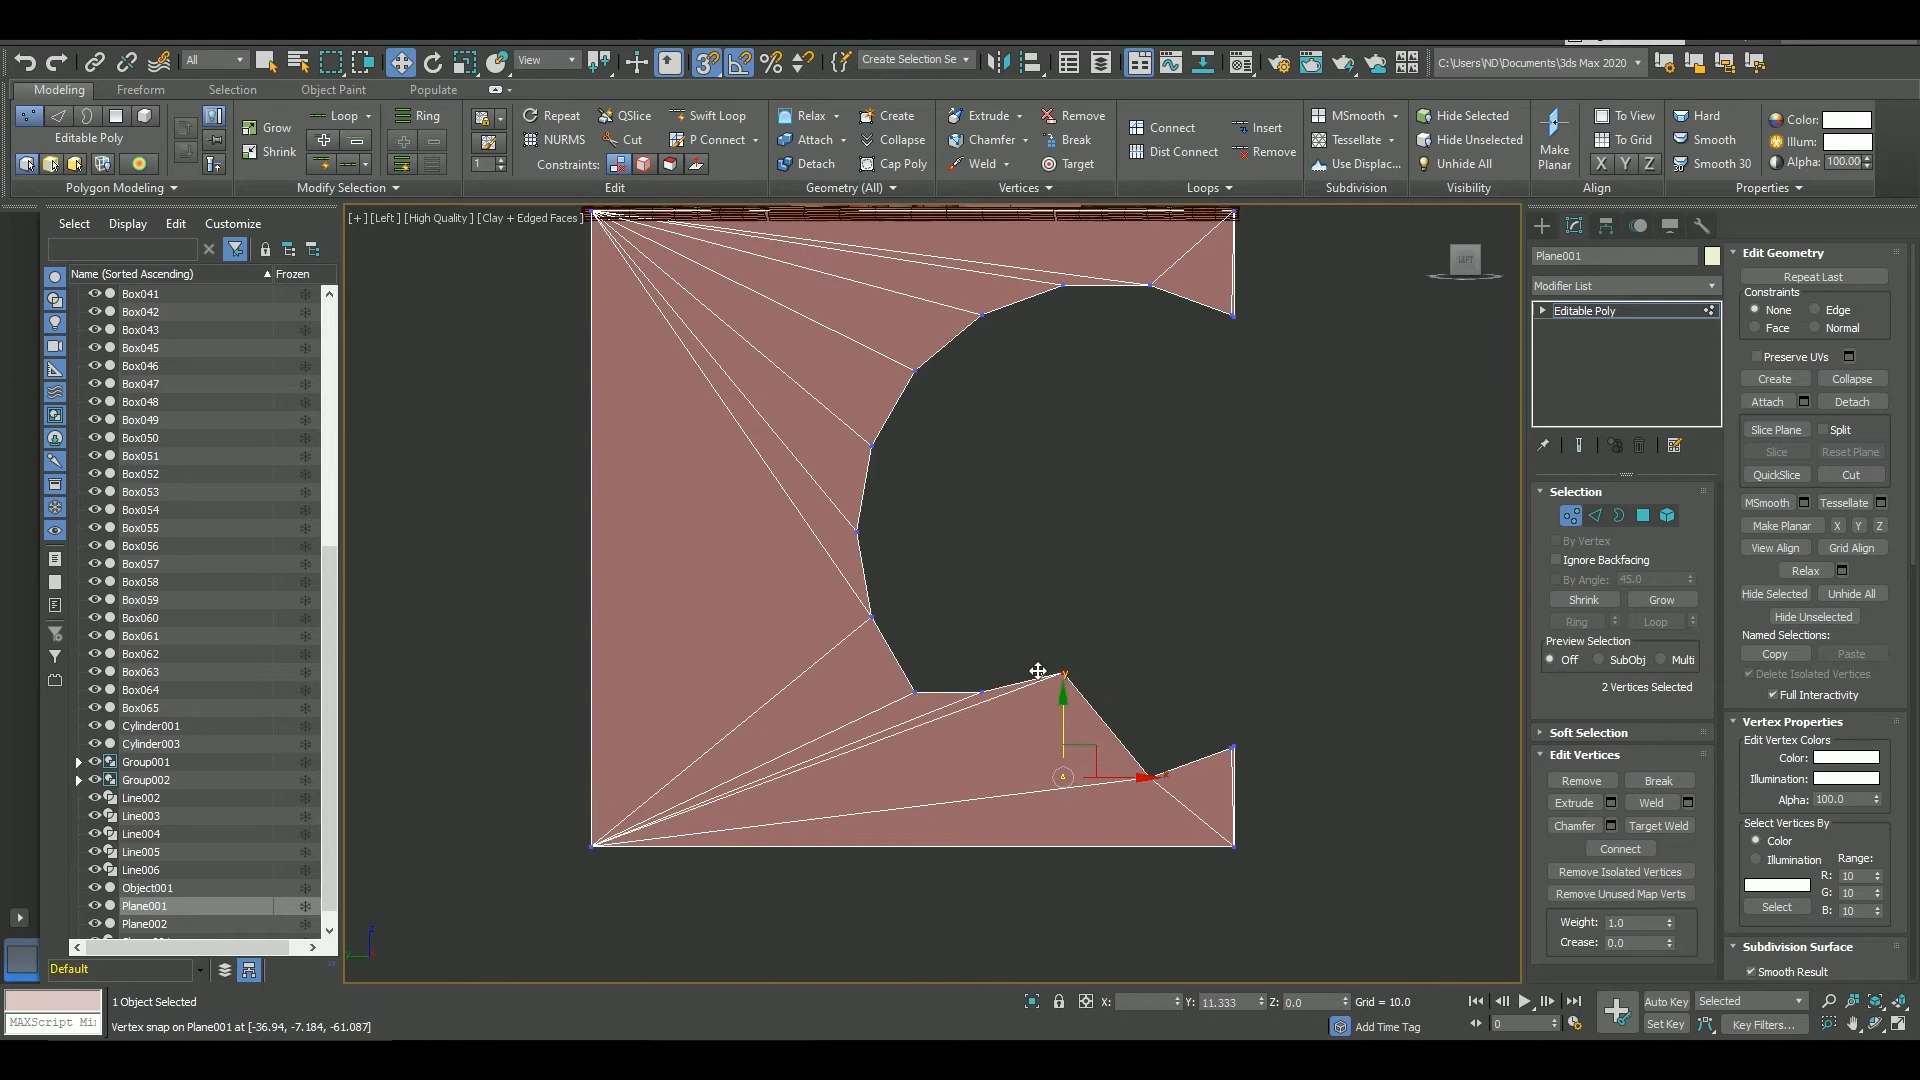 All
View
Create Selection Se
C:\Users\ND\Documents\3ds Max 2020
Modeling Freeform Selection Object Paint Populate
Editable Poly
Polygon Modeling
Grow
Shrink
Loop
Modify Selection
Ring
1
Repeat QSlice Swift Loop
NURMS Cut P Connect
Constraints:
Edit
Relax Create
Attach Collapse
Detach Cap Poly
Geometry (All)
Extrude Remove
Chamfer Break
Weld Target
Vertices
Connect Insert
Dist Connect Remove
Loops
MSmooth
Tessellate
Use Displac...
Subdivision
Hide Selected
Hide Unselected
Unhide All
Visibility
Make
Planar
To View
To Grid
X Y Z
Align
Hard
Smooth
Smooth 30
Color:
Illum:
Alpha: 100.00
Properties
Select Display Edit Customize
Name (Sorted Ascending) Frozen
Box041
Box042
Box043
Box045
Box046
Box047
Box048
Box049
Box050
Box051
Box052
Box053
Box054
Box055
Box056
Box057
Box058
Box059
Box060
Box061
Box062
Box063
Box064
Box065
Cylinder001
Cylinder003
Group001
Group002
Line002
Line003
Line004
Line005
Line006
Object001
Plane001
Plane002
Default
[+] [Left] [High Quality] [Clay + Edged Faces]
LEFT
y
x
z
Plane001
Modifier List
Editable Poly
Selection
By Vertex
Ignore Backfacing
By Angle: 45.0
Shrink Grow
Ring Loop
Preview Selection
Off SubObj Multi
2 Vertices Selected
Soft Selection
Edit Vertices
Remove Break
Extrude Weld
Chamfer Target Weld
Connect
Remove Isolated Vertices
Remove Unused Map Verts
Weight: 1.0
Crease: 0.0
Edit Geometry
Repeat Last
Constraints
None Edge
Face Normal
Preserve UVs
Create Collapse
Attach Detach
Slice Plane Split
Slice Reset Plane
QuickSlice Cut
MSmooth Tessellate
Make Planar X Y Z
View Align Grid Align
Relax
Hide Selected Unhide All
Hide Unselected
Named Selections:
Copy Paste
Delete Isolated Vertices
Full Interactivity
Vertex Properties
Edit Vertex Colors
Color:
Illumination:
Alpha: 100.0
Select Vertices By
Color
Illumination Range:
R: 10
G: 10
Select B: 10
Subdivision Surface
Smooth Result
1 Object Selected
MAXScript Mi
Vertex snap on Plane001 at [-36.94, -7.184, -61.087]
X: Y: 11.333 Z: 0.0 Grid = 10.0
Add Time Tag
0
Auto Key Selected
Set Key Key Filters...